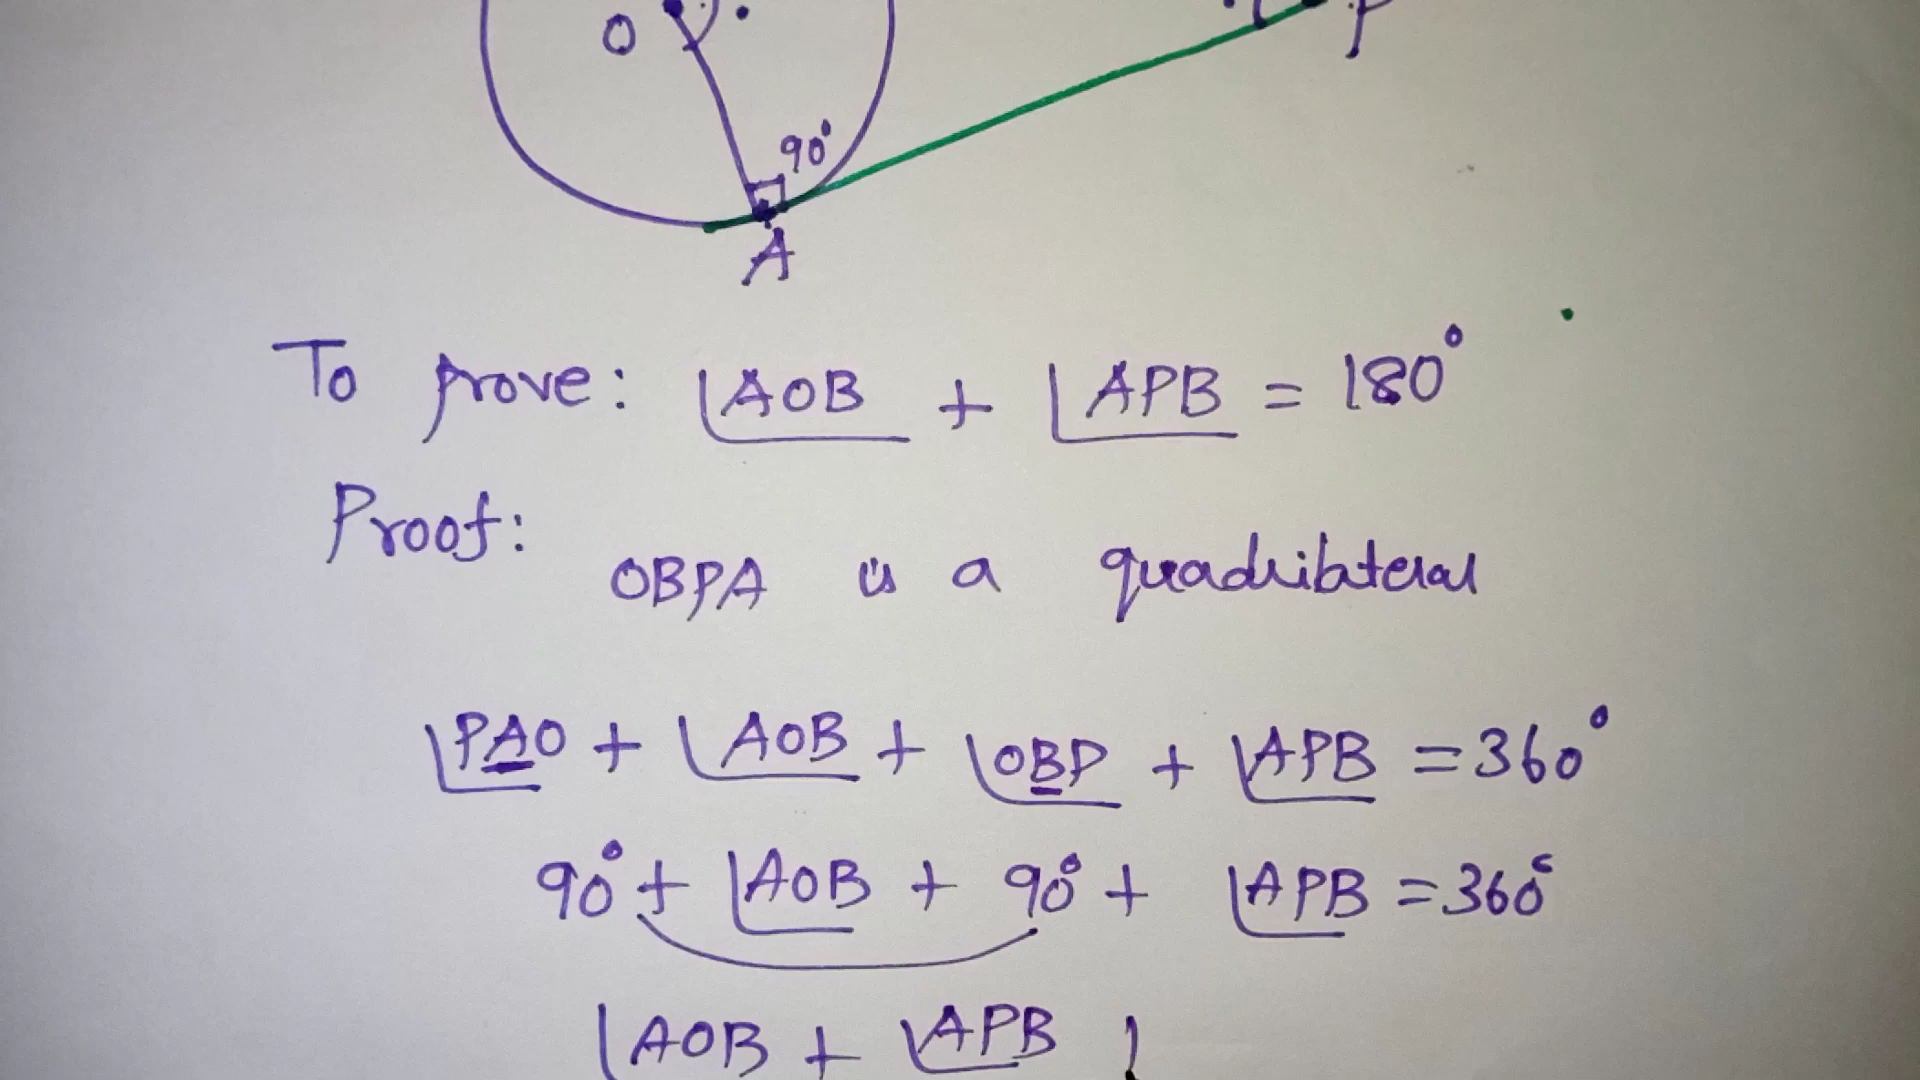 O P
90°
A
To prove: ∠AOB + ∠APB = 180°
Proof:
OBPA is a quadrilateral
∠PAO + ∠AOB + ∠OBP + ∠APB = 360°
90° + ∠AOB + 90° + ∠APB = 360°
∠AOB + ∠APB